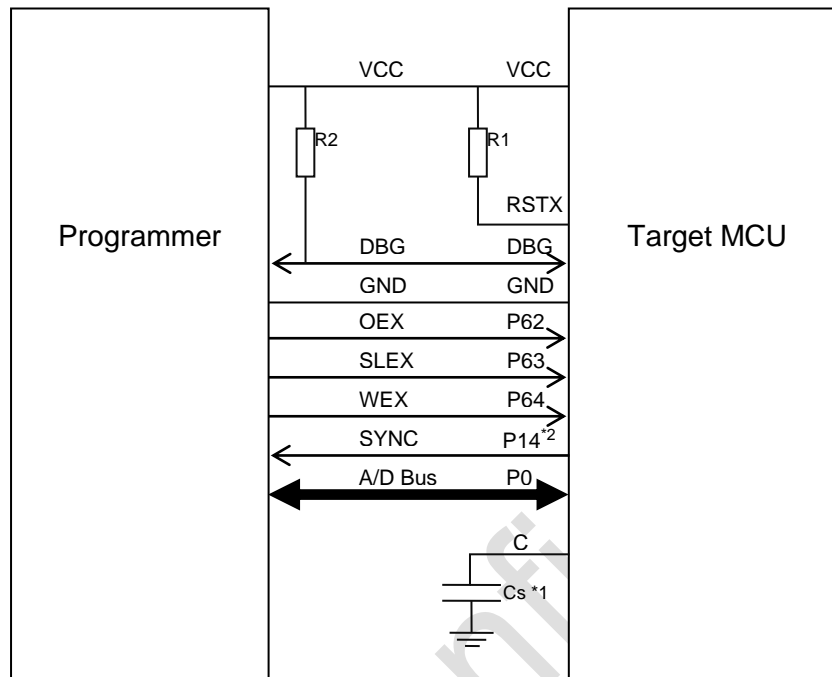 VCC VCC
R2 R1
RSTX
Programmer Target MCU
DBG DBG
GND GND
OEX P62
SLEX P63
WEX P64
SYNC P14*2
A/D Bus P0
C
Cs *1
nfi